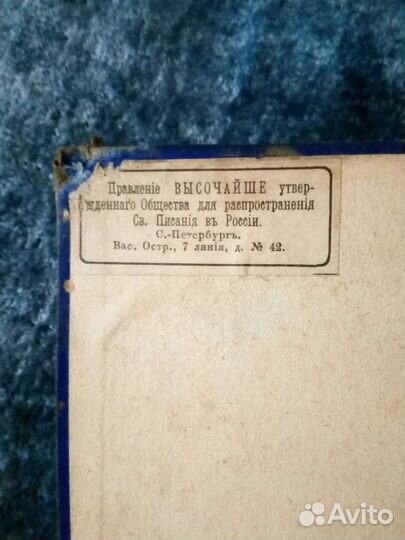 Правленіе ВЫСОЧАЙШЕ утвер-
жденнаго Общества для распространенія
Св. Писанія въ Россіи.
С.-Петербургъ.
Вас. Остр., 7 линія, д. № 42.
Avito